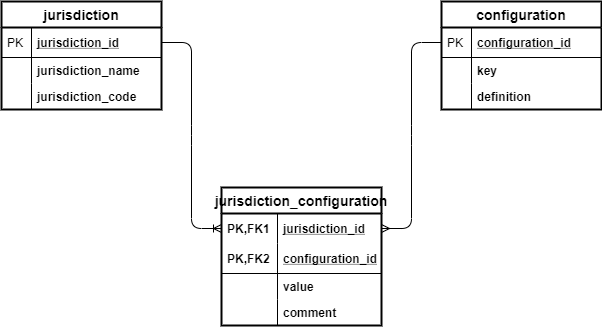 jurisdiction
PK jurisdiction_id
jurisdiction_name
jurisdiction_code
configuration
PK configuration_id
key
definition
jurisdiction_configuration
PK,FK1 jurisdiction_id
PK,FK2 configuration_id
value
comment